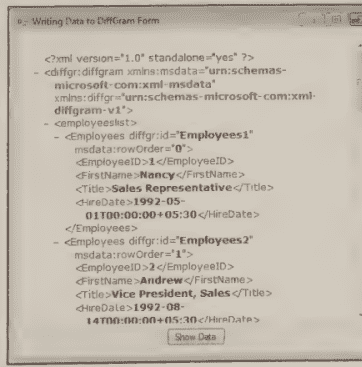 Writing Data to DiffGram Form
<?xml version="1.0" standalone="yes" ?>
- <diffgr:diffgram xmlns:msdata="urn:schemas-
microsoft-com:xml-msdata"
xmlns:diffgr="urn:schemas-microsoft-com:xml-
diffgram-v1">
- <employeeslist>
- <Employees diffgr:id="Employees1"
msdata:rowOrder="0">
<EmployeeID>1</EmployeeID>
<FirstName>Nancy</FirstName>
<Title>Sales Representative</Title>
<HireDate>1992-05-
01T00:00:00+05:30</HireDate>
</Employees>
- <Employees diffgr:id="Employees2"
msdata:rowOrder="1">
<EmployeeID>2</EmployeeID>
<FirstName>Andrew</FirstName>
<Title>Vice President, Sales</Title>
<HireDate>1992-08-
14T00:00:00+05:30</HireDate>
Show Data